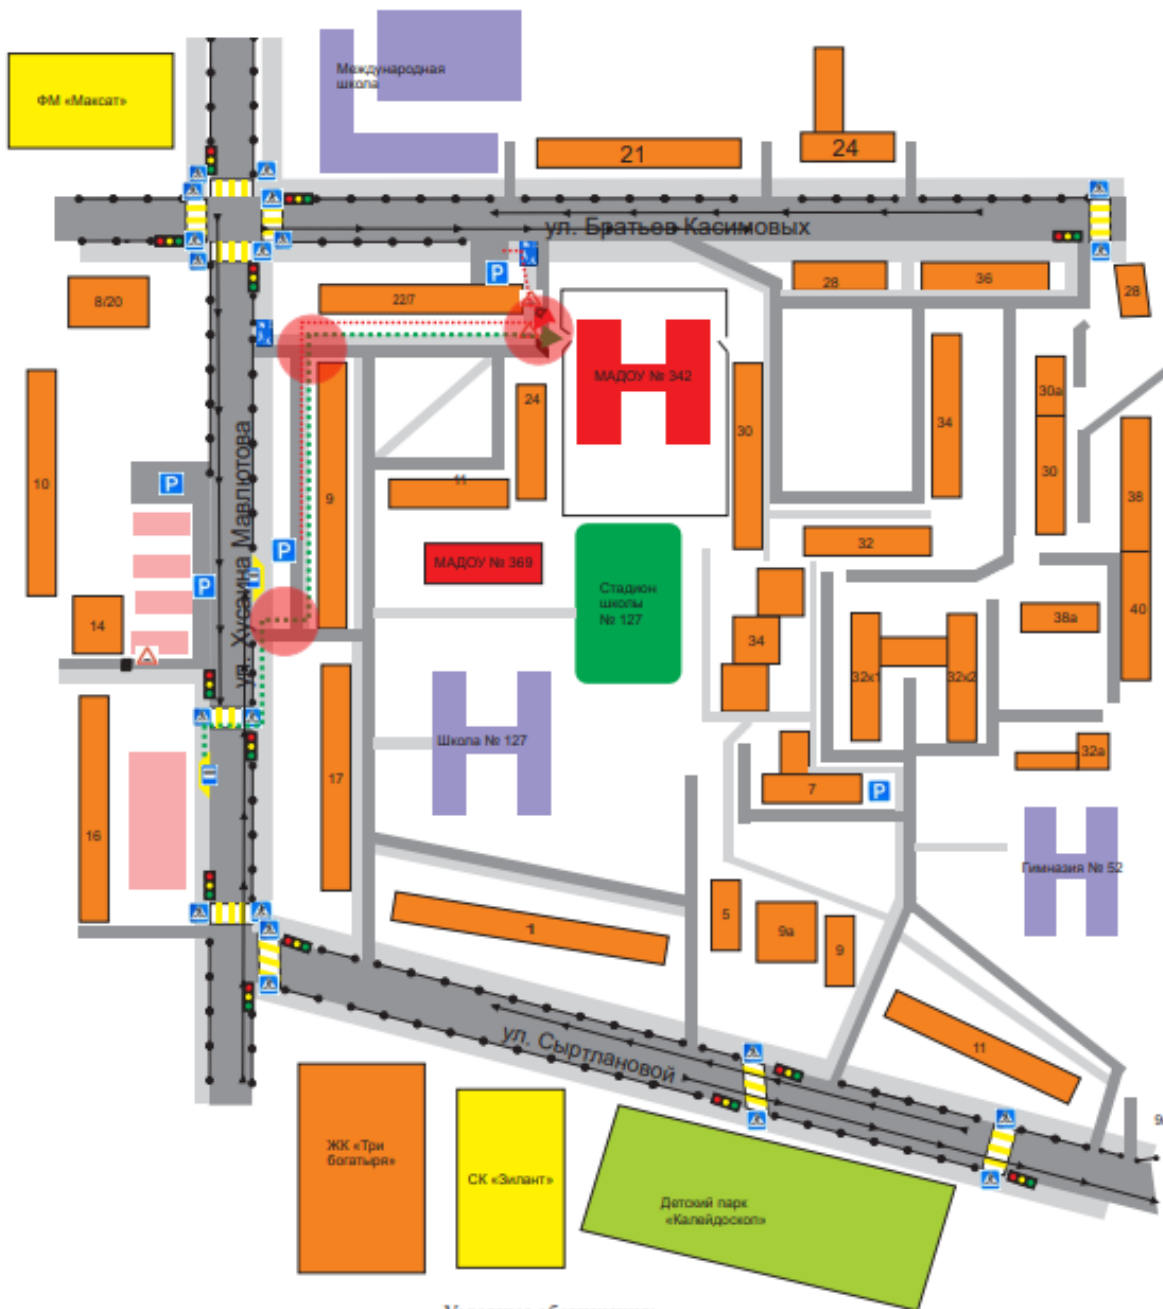 Международная
школа
ФМ «Максат»
21
24
ул. Братьев Касимовых
P
8/20
22/7
28
36
28
МАДОУ № 342
24
30
34
30а
10
11
9
30
38
ул. Хусаина Мавлютова
P
P
P
32
МАДОУ № 369
Стадион
школы
№ 127
14
34
38а
40
32к1
32к2
Школа № 127
32а
17
7
P
16
Гимназия № 52
1
5
9а
9
ул. Сыртлановой
11
ЖК «Три
богатыря»
СК «Зилант»
Детский парк
«Калейдоскоп»